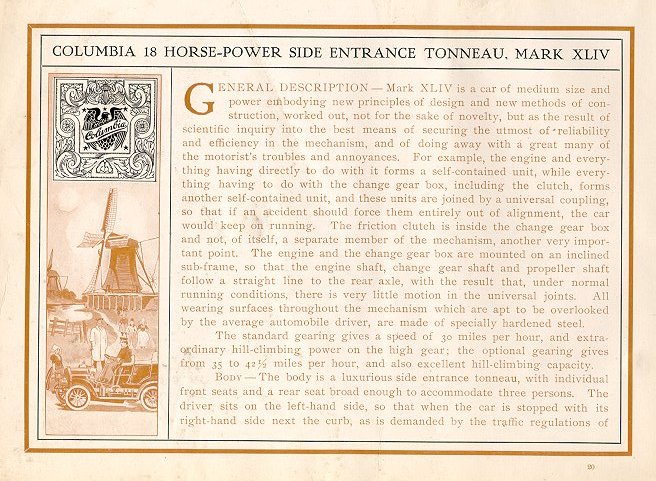 COLUMBIA 18 HORSE-POWER SIDE ENTRANCE TONNEAU, MARK XLIV
Columbia
GENERAL DESCRIPTION — Mark XLIV is a car of medium size and
power embodying new principles of design and new methods of con-
struction, worked out, not for the sake of novelty, but as the result of
scientific inquiry into the best means of securing the utmost of reliability
and efficiency in the mechanism, and of doing away with a great many of
the motorist's troubles and annoyances. For example, the engine and every-
thing having directly to do with it forms a self-contained unit, while every-
thing having to do with the change gear box, including the clutch, forms
another self-contained unit, and these units are joined by a universal coupling,
so that if an accident should force them entirely out of alignment, the car
would keep on running. The friction clutch is inside the change gear box
and not, of itself, a separate member of the mechanism, another very impor-
tant point. The engine and the change gear box are mounted on an inclined
sub-frame, so that the engine shaft, change gear shaft and propeller shaft
follow a straight line to the rear axle, with the result that, under normal
running conditions, there is very little motion in the universal joints. All
wearing surfaces throughout the mechanism which are apt to be overlooked
by the average automobile driver, are made of specially hardened steel.
The standard gearing gives a speed of 30 miles per hour, and extra-
ordinary hill-climbing power on the high gear; the optional gearing gives
from 35 to 42½ miles per hour, and also excellent hill-climbing capacity.
BODY — The body is a luxurious side entrance tonneau, with individual
front seats and a rear seat broad enough to accommodate three persons. The
driver sits on the left-hand side, so that when the car is stopped with its
right-hand side next the curb, as is demanded by the traffic regulations of
20